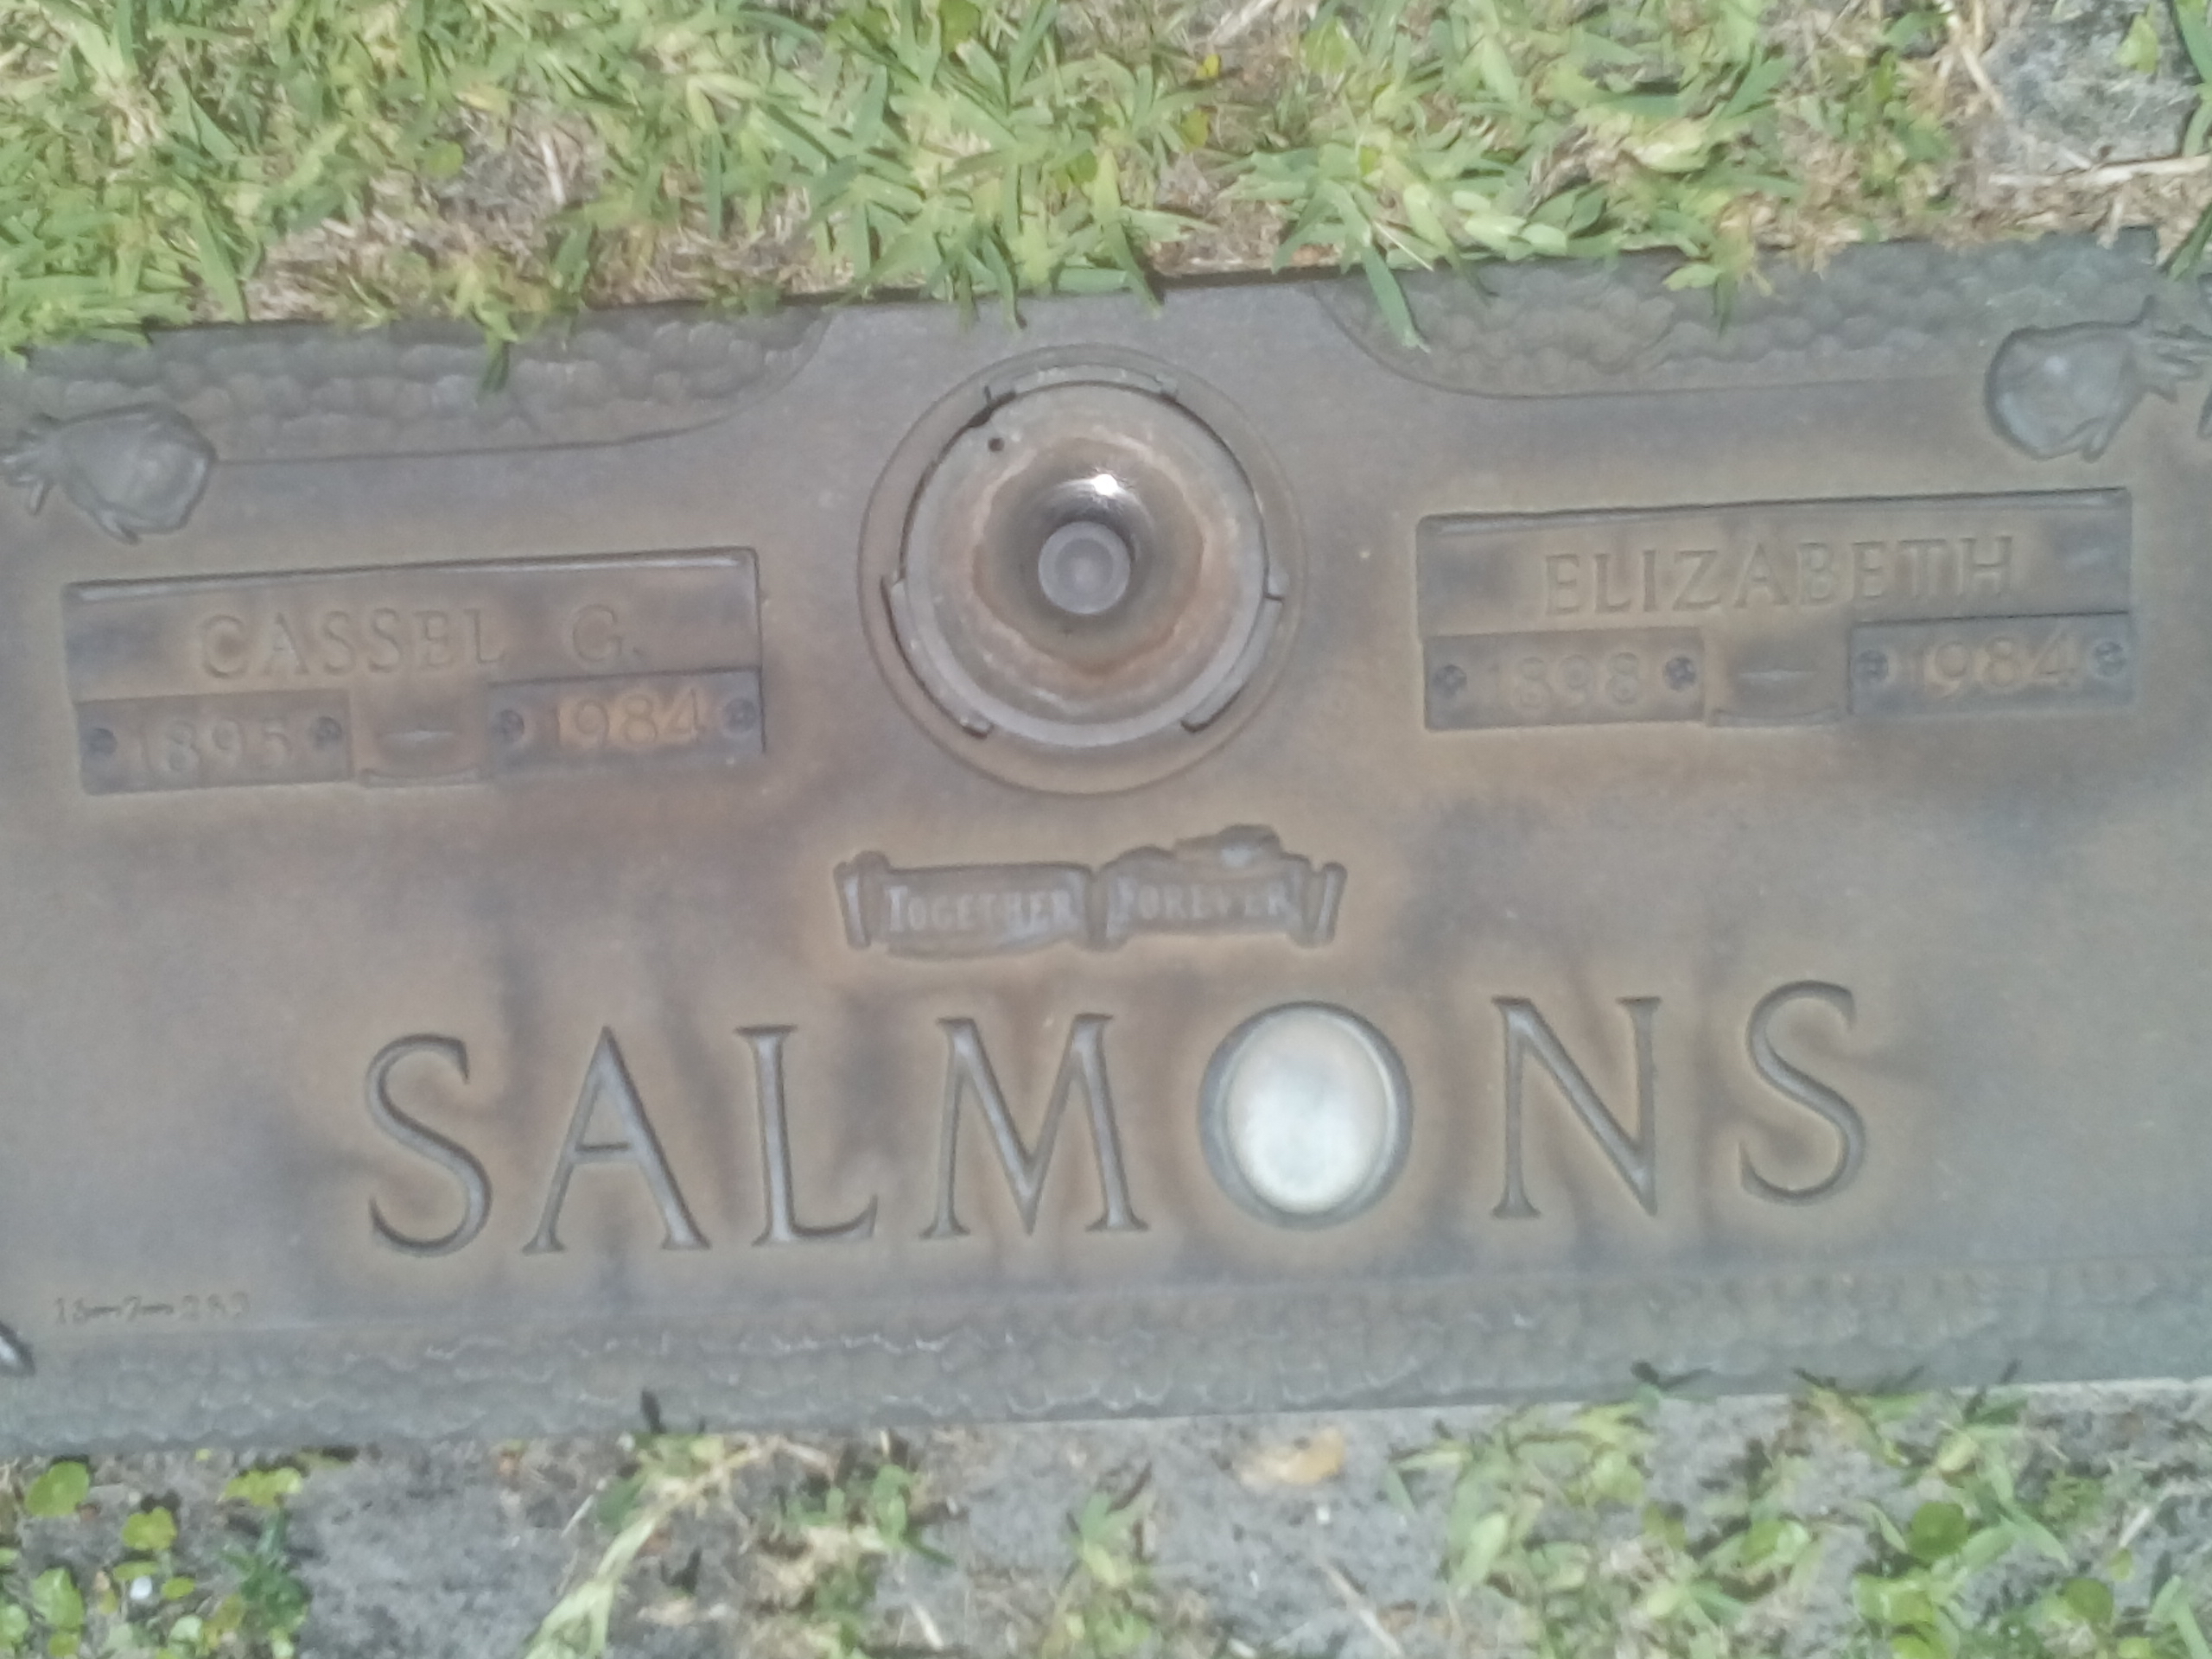 CASSEL G.
1895 — 1984
ELIZABETH
1898 — 1984
TOGETHER FOREVER
SALMONS